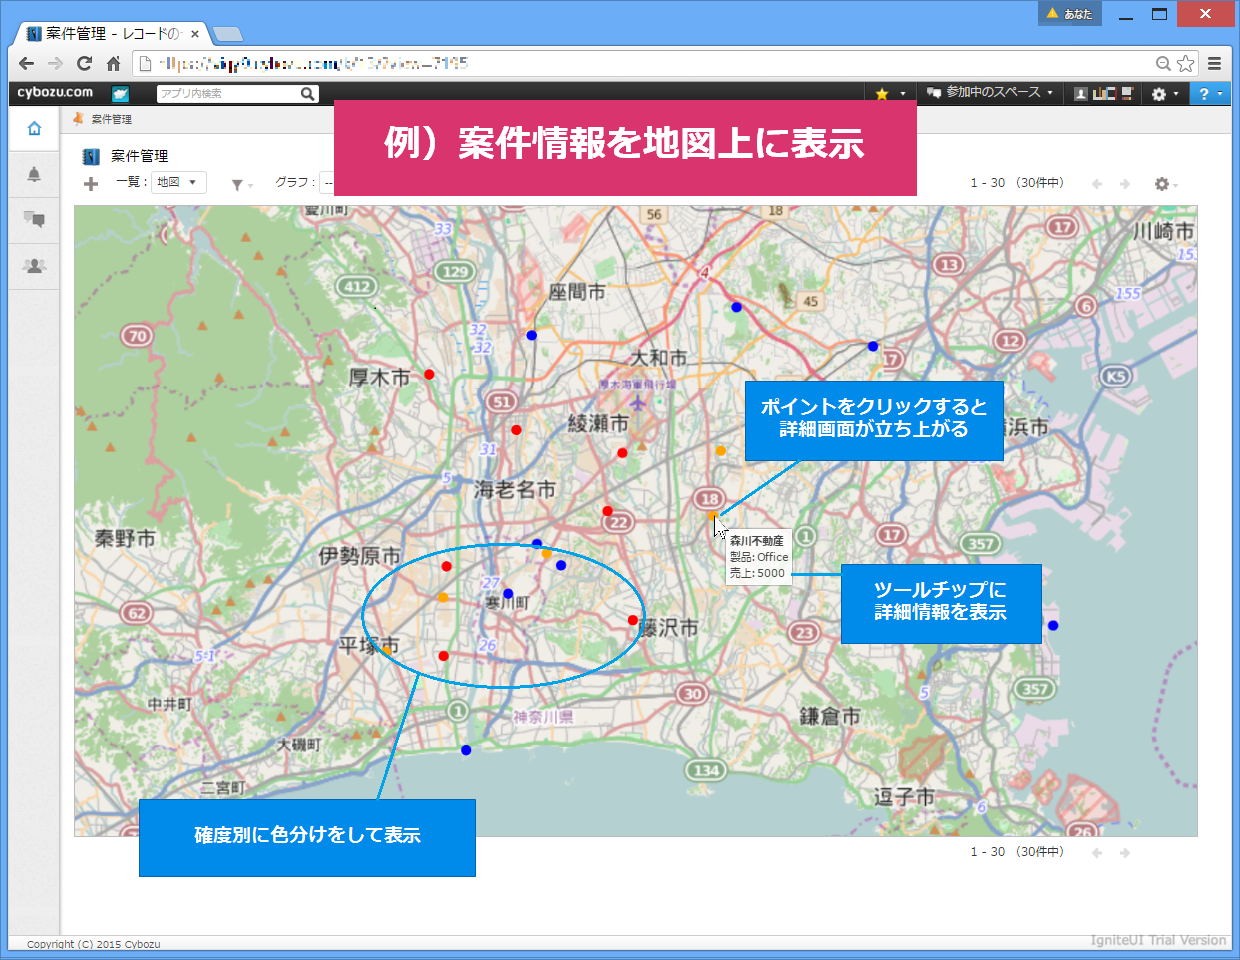 あなた
案件管理 - レコードの
cybozu.com
アプリ内検索
参加中のスペース
?
案件管理
例）案件情報を地図上に表示
案件管理
一覧：
地図
グラフ：
--
1 - 30 （30件中）
愛川町
33
56
18
17
川崎市
412
129
座間市
4
13
155
45
6
70
32
32
大和市
17
12
厚木市
厚木海軍飛行場
K5
51
綾瀬市
ポイントをクリックすると
詳細画面が立ち上がる
浜市
31
5
海老名市
18
22
秦野市
伊勢原市
1
17
357
森川不動産
製品: Office
売上: 5000
27
寒川町
ツールチップに
詳細情報を表示
62
藤沢市
23
平塚市
26
5-1
30
5
357
中井町
1
神奈川県
鎌倉市
大磯町
134
二宮町
逗子市
6
26
確度別に色分けをして表示
1 - 30 （30件中）
Copyright (C) 2015 Cybozu
IgniteUI Trial Version